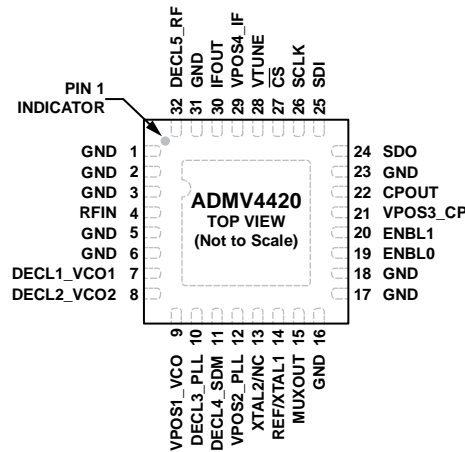 32 DECL5_RF
31 GND
30 IFOUT
29 VPOS4_IF
28 VTUNE
27 C̅S̅
26 SCLK
25 SDI
PIN 1
INDICATOR
GND 1
GND 2
GND 3
RFIN 4
GND 5
GND 6
DECL1_VCO1 7
DECL2_VCO2 8
ADMV4420
TOP VIEW
(Not to Scale)
24 SDO
23 GND
22 CPOUT
21 VPOS3_CP
20 ENBL1
19 ENBL0
18 GND
17 GND
VPOS1_VCO 9
DECL3_PLL 10
DECL4_SDM 11
VPOS2_PLL 12
XTAL2/NC 13
REF/XTAL1 14
MUXOUT 15
GND 16